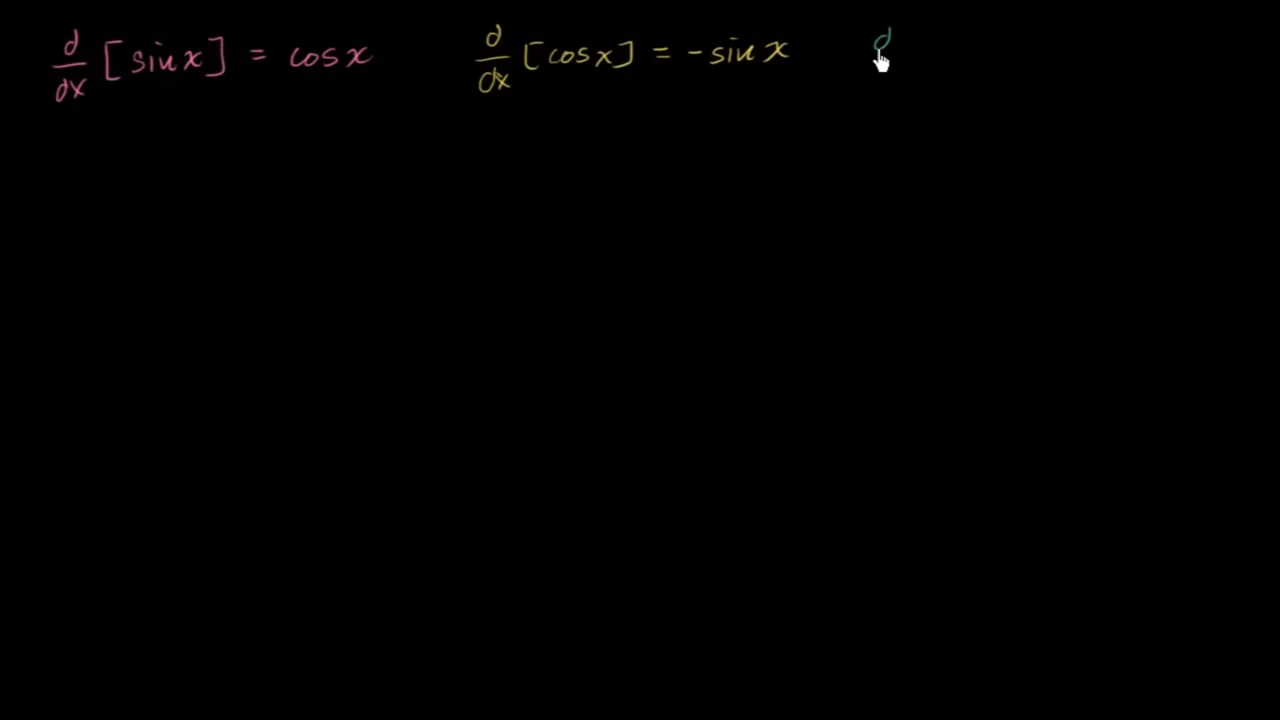 d/dx [sin x] = cos x d/dx [cos x] = -sin x d